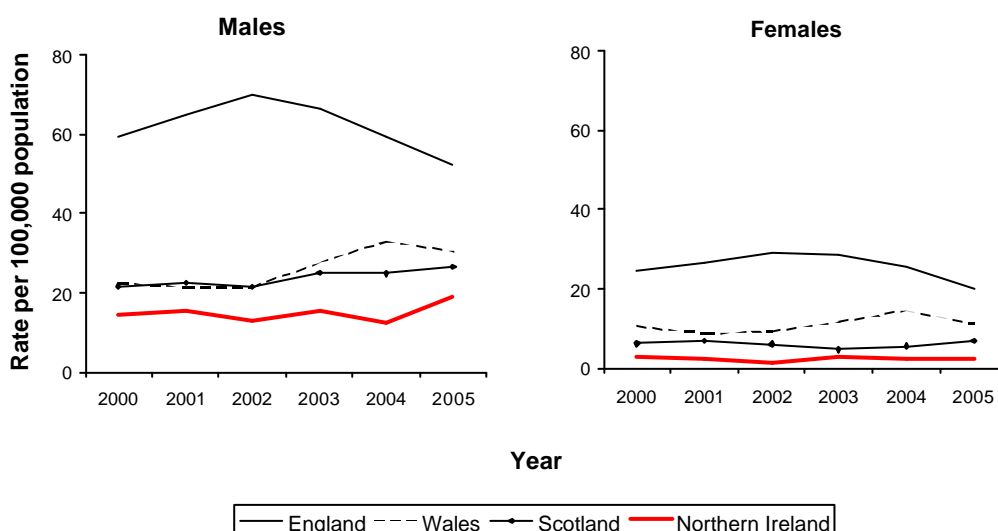 Males
Females
Rate per 100,000 population
80
60
40
20
0
2000 2001 2002 2003 2004 2005
80
60
40
20
0
2000 2001 2002 2003 2004 2005
Year
England Wales Scotland Northern Ireland